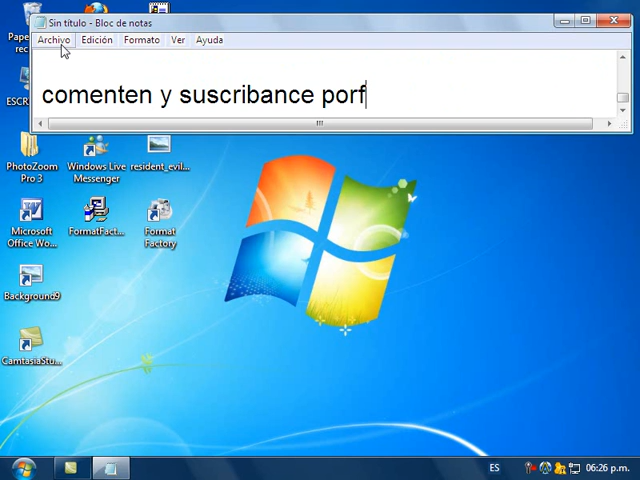 Sin título - Bloc de notas
Archivo Edición Formato Ver Ayuda
comenten y suscribance porf
PhotoZoom Pro 3
Windows Live Messenger
resident_evil...
Microsoft Office Wo...
FormatFact...
Format Factory
Background9
CamtasiaStu...
ES
06:26 p.m.